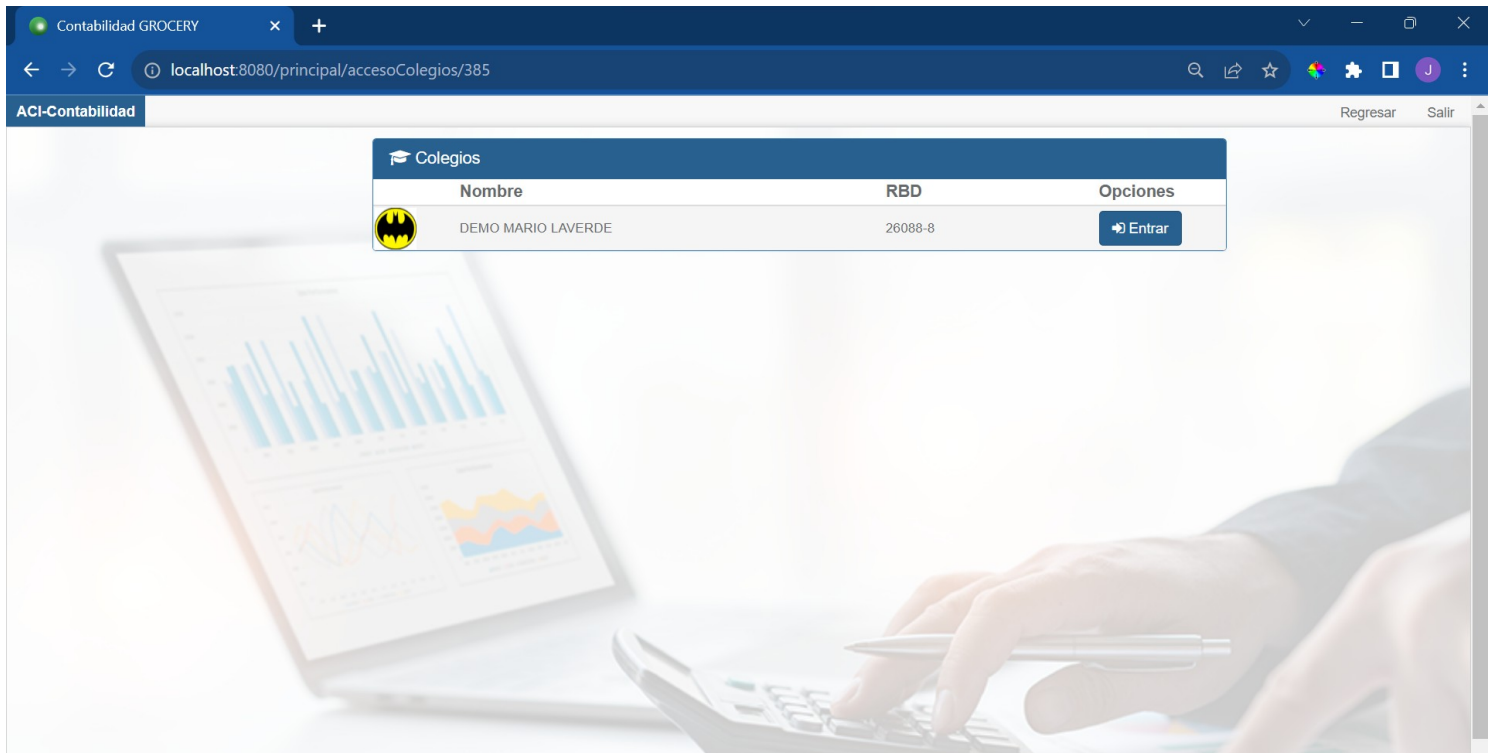 Contabilidad GROCERY
localhost:8080/principal/accesoColegios/385
J
ACI-Contabilidad
Regresar Salir
Colegios
Nombre RBD Opciones
DEMO MARIO LAVERDE 26088-8 Entrar